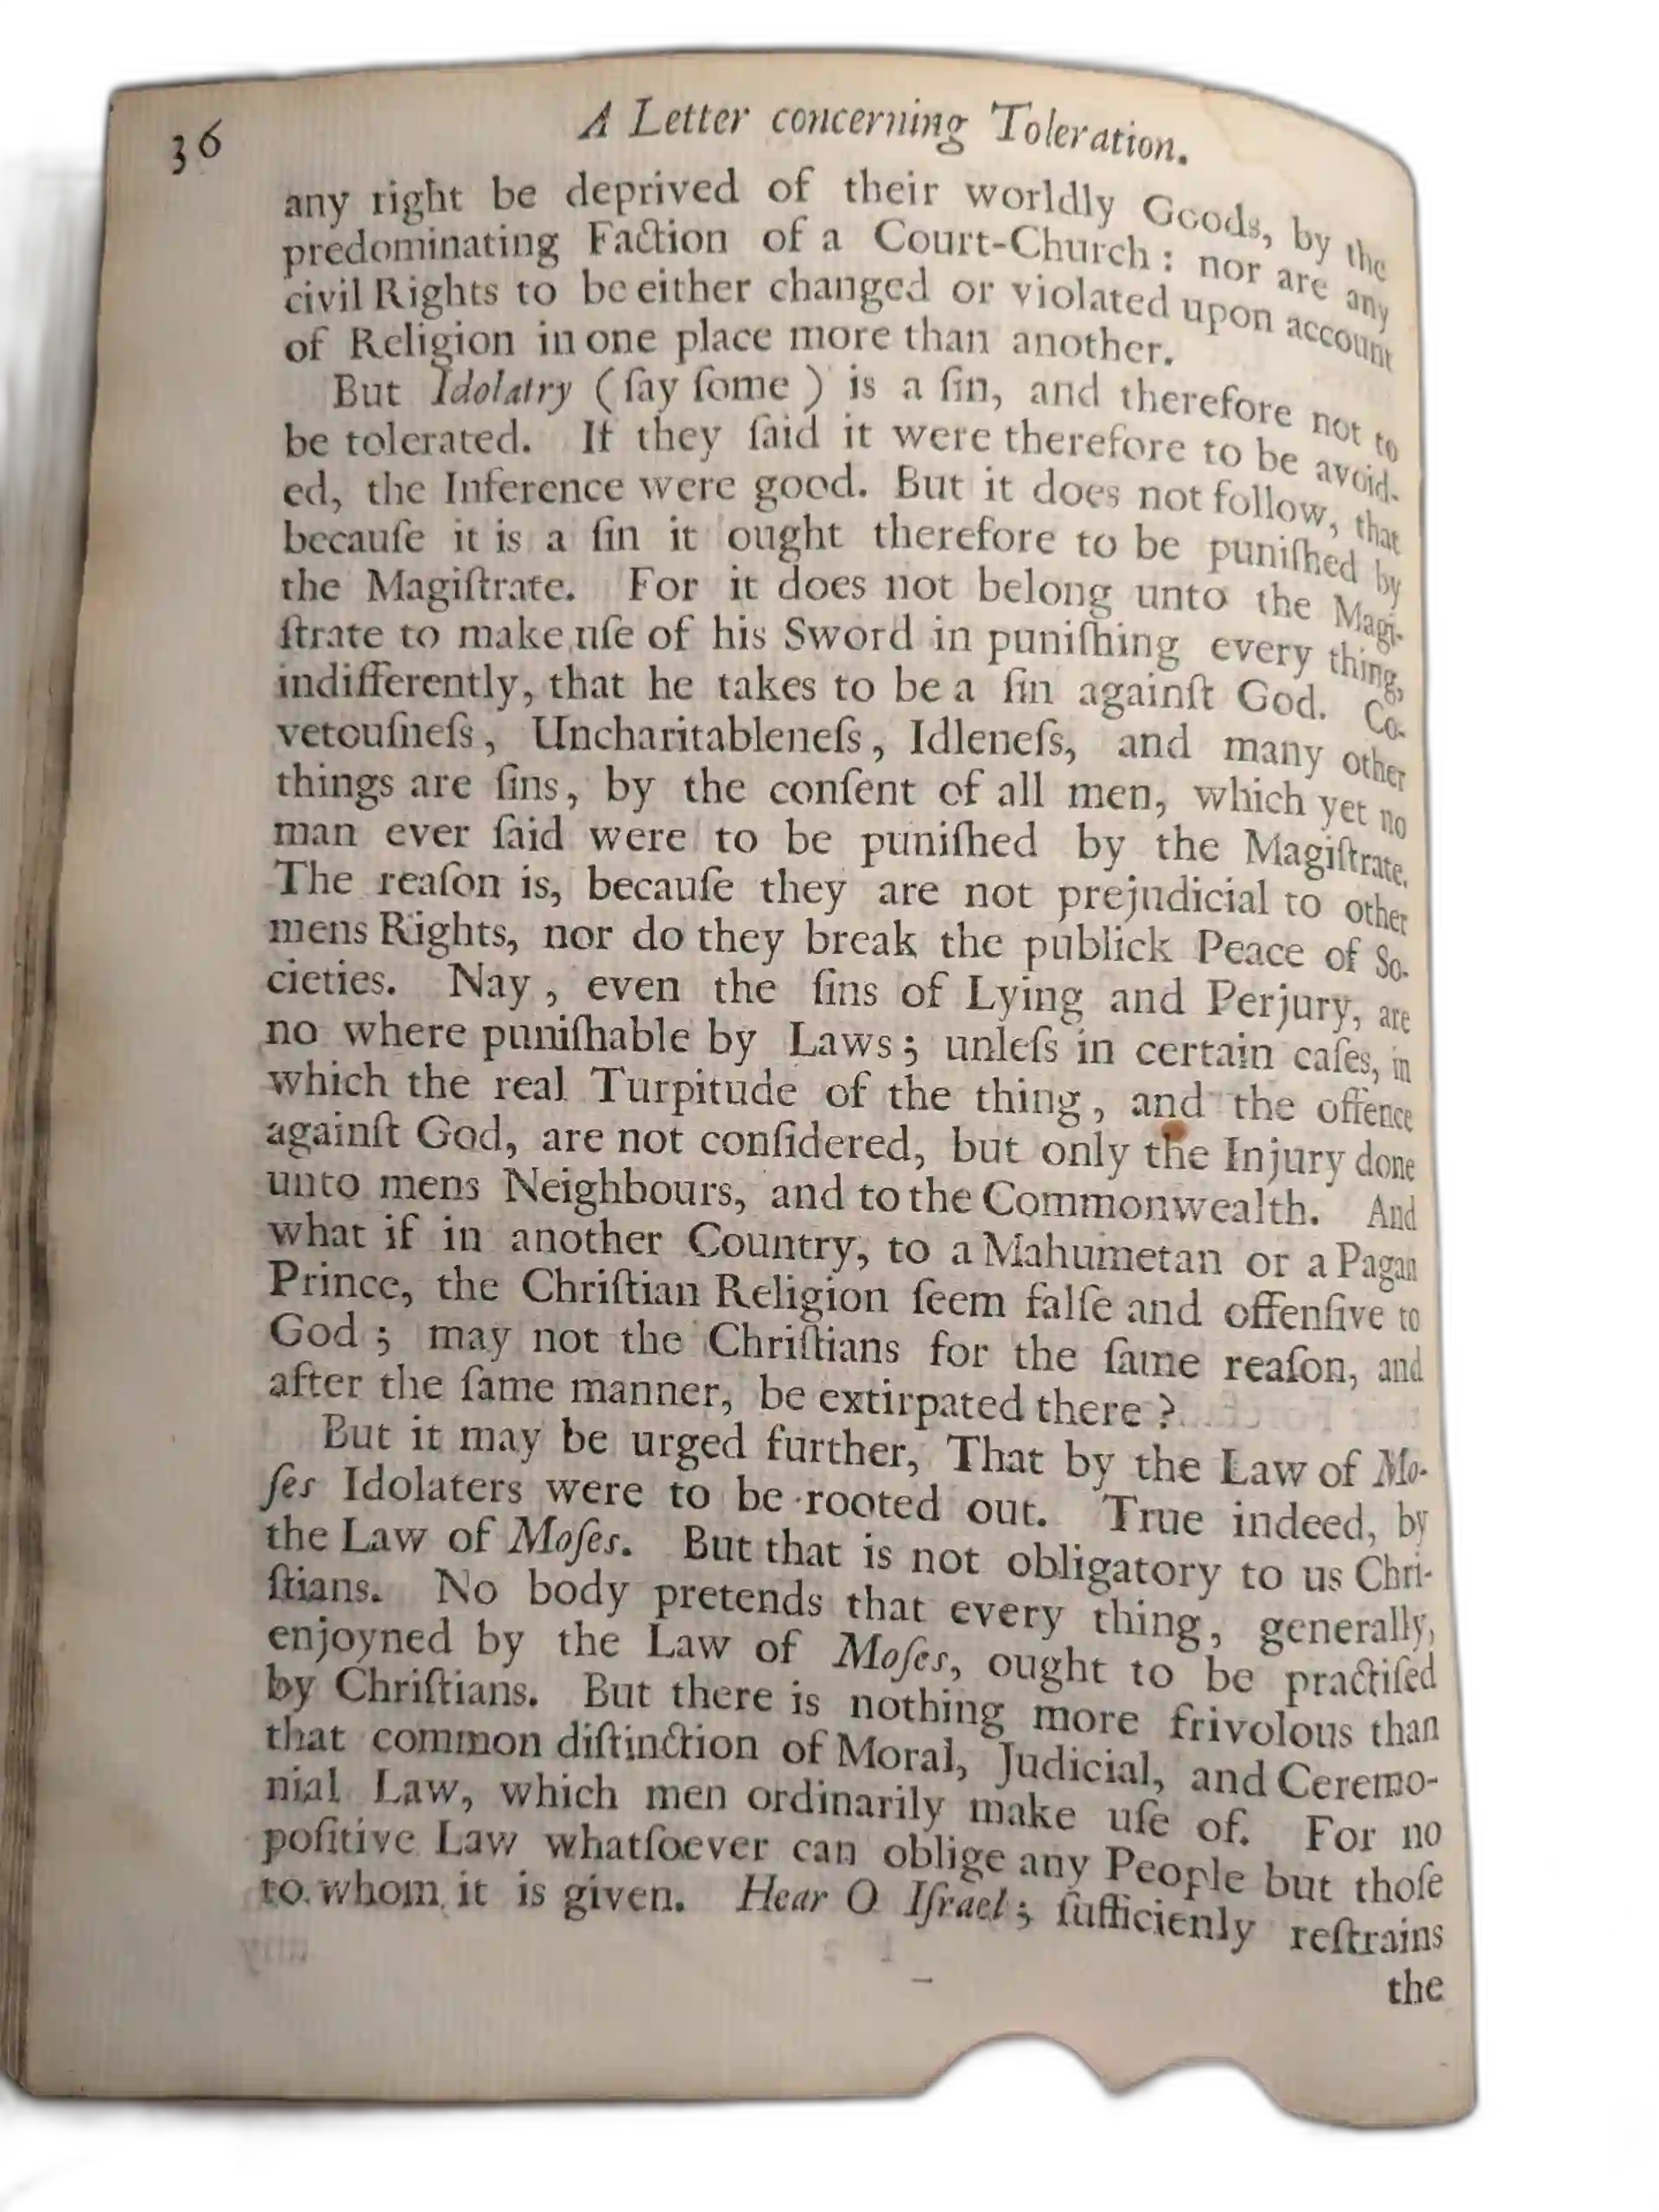 36
A Letter concerning Toleration.
any right be deprived of their worldly Goods, by the
predominating Faction of a Court-Church: nor are any
civil Rights to be either changed or violated upon account
of Religion in one place more than another.
But Idolatry (ſay ſome) is a ſin, and therefore not to
be tolerated. If they ſaid it were therefore to be avoid-
ed, the Inference were good. But it does not follow, that
becauſe it is a ſin it ought therefore to be puniſhed by
the Magiſtrate. For it does not belong unto the Magi-
ſtrate to make uſe of his Sword in puniſhing every thing,
indifferently, that he takes to be a ſin againſt God. Co-
vetouſneſs, Uncharitableneſs, Idleneſs, and many other
things are ſins, by the conſent of all men, which yet no
man ever ſaid were to be puniſhed by the Magiſtrate.
The reaſon is, becauſe they are not prejudicial to other
mens Rights, nor do they break the publick Peace of So-
cieties. Nay, even the ſins of Lying and Perjury, are
no where puniſhable by Laws; unleſs in certain caſes, in
which the real Turpitude of the thing, and the offence
againſt God, are not conſidered, but only the Injury done
unto mens Neighbours, and to the Commonwealth. And
what if in another Country, to a Mahumetan or a Pagan
Prince, the Chriſtian Religion ſeem falſe and offenſive to
God; may not the Chriſtians for the ſame reaſon, and
after the ſame manner, be extirpated there?
But it may be urged further, That by the Law of Mo-
ſes Idolaters were to be rooted out. True indeed, by
the Law of Moſes. But that is not obligatory to us Chri-
ſtians. No body pretends that every thing, generally,
enjoyned by the Law of Moſes, ought to be practiſed
by Chriſtians. But there is nothing more frivolous than
that common diſtinction of Moral, Judicial, and Ceremo-
nial Law, which men ordinarily make uſe of. For no
poſitive Law whatſoever can oblige any People but thoſe
to whom it is given. Hear O Iſrael; ſufficienly reſtrains
the